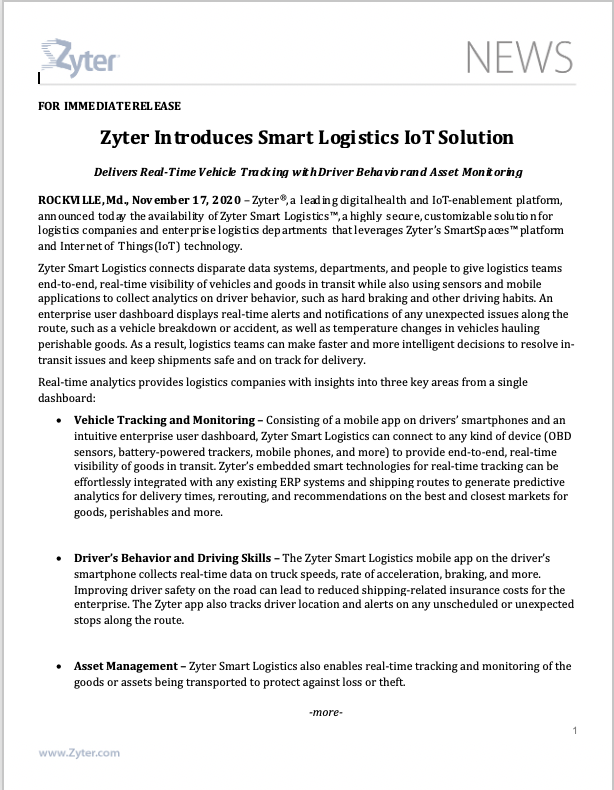 Zyter
NEWS
FOR IMMEDIATE RELEASE
Zyter Introduces Smart Logistics IoT Solution
Delivers Real-Time Vehicle Tracking with Driver Behavior and Asset Monitoring
ROCKVILLE, Md., November 17, 2020 – Zyter®, a leading digital health and IoT-enablement platform,
announced today the availability of Zyter Smart Logistics™, a highly secure, customizable solution for
logistics companies and enterprise logistics departments that leverages Zyter's SmartSpaces™ platform
and Internet of Things (IoT) technology.
Zyter Smart Logistics connects disparate data systems, departments, and people to give logistics teams
end-to-end, real-time visibility of vehicles and goods in transit while also using sensors and mobile
applications to collect analytics on driver behavior, such as hard braking and other driving habits. An
enterprise user dashboard displays real-time alerts and notifications of any unexpected issues along the
route, such as a vehicle breakdown or accident, as well as temperature changes in vehicles hauling
perishable goods. As a result, logistics teams can make faster and more intelligent decisions to resolve in-
transit issues and keep shipments safe and on track for delivery.
Real-time analytics provides logistics companies with insights into three key areas from a single
dashboard:
• Vehicle Tracking and Monitoring – Consisting of a mobile app on drivers' smartphones and an
intuitive enterprise user dashboard, Zyter Smart Logistics can connect to any kind of device (OBD
sensors, battery-powered trackers, mobile phones, and more) to provide end-to-end, real-time
visibility of goods in transit. Zyter's embedded smart technologies for real-time tracking can be
effortlessly integrated with any existing ERP systems and shipping routes to generate predictive
analytics for delivery times, rerouting, and recommendations on the best and closest markets for
goods, perishables and more.
• Driver's Behavior and Driving Skills – The Zyter Smart Logistics mobile app on the driver's
smartphone collects real-time data on truck speeds, rate of acceleration, braking, and more.
Improving driver safety on the road can lead to reduced shipping-related insurance costs for the
enterprise. The Zyter app also tracks driver location and alerts on any unscheduled or unexpected
stops along the route.
• Asset Management – Zyter Smart Logistics also enables real-time tracking and monitoring of the
goods or assets being transported to protect against loss or theft.
-more-
1
www.Zyter.com